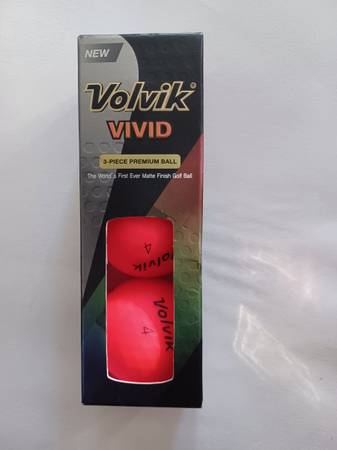 NEW
Volvik
VIVID
3-PIECE PREMIUM BALL
The World's First Ever Matte Finish Golf Ball
4
Volvik
Volvik
4